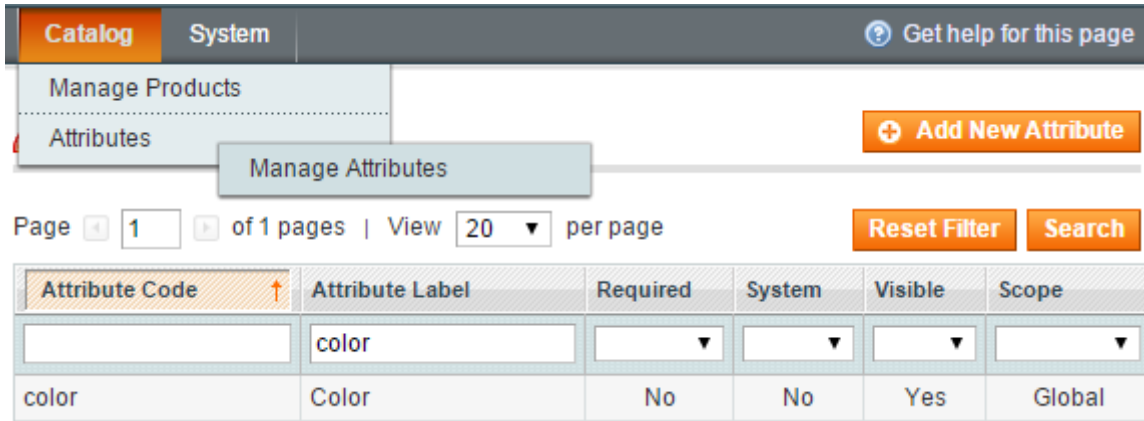 Catalog System Get help for this page
Manage Products
Attributes Add New Attribute
Manage Attributes
Page 1 of 1 pages | View 20 per page Reset Filter Search
Attribute Code Attribute Label Required System Visible Scope
color
color Color No No Yes Global